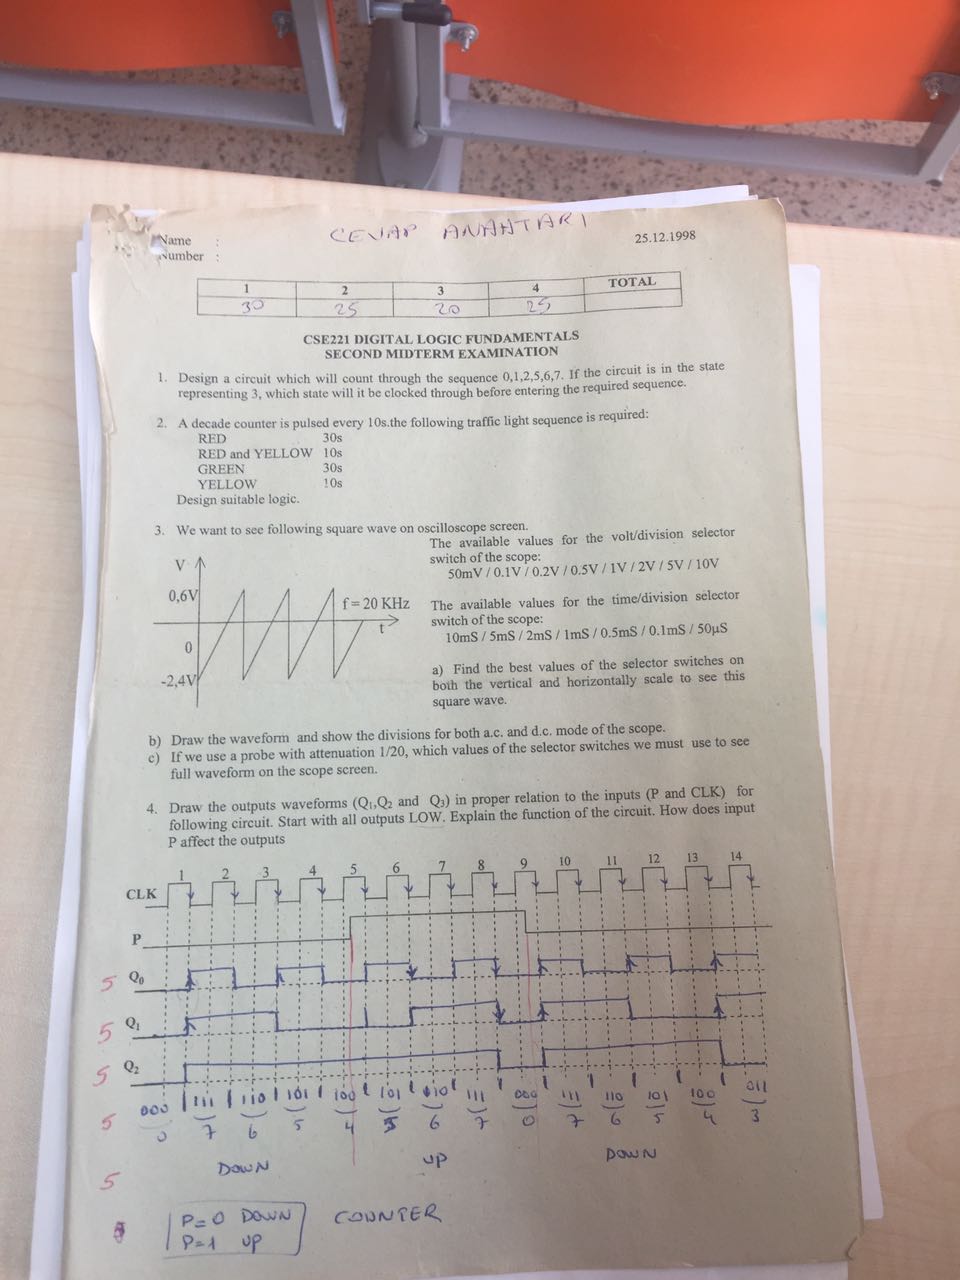 CEVAP ANAHTARI
Name :
Number :
25.12.1998
1 2 3 4 TOTAL
30 25 20 25
CSE221 DIGITAL LOGIC FUNDAMENTALS
SECOND MIDTERM EXAMINATION
1. Design a circuit which will count through the sequence 0,1,2,5,6,7. If the circuit is in the state
representing 3, which state will it be clocked through before entering the required sequence.
2. A decade counter is pulsed every 10s.the following traffic light sequence is required:
RED 30s
RED and YELLOW 10s
GREEN 30s
YELLOW 10s
Design suitable logic.
3. We want to see following square wave on oscilloscope screen.
The available values for the volt/division selector
switch of the scope:
50mV / 0.1V / 0.2V / 0.5V / 1V / 2V / 5V / 10V
V
0,6V
f = 20 KHz
t
0
-2,4V
The available values for the time/division selector
switch of the scope:
10mS / 5mS / 2mS / 1mS / 0.5mS / 0.1mS / 50µS
a) Find the best values of the selector switches on
both the vertical and horizontally scale to see this
square wave.
b) Draw the waveform and show the divisions for both a.c. and d.c. mode of the scope.
c) If we use a probe with attenuation 1/20, which values of the selector switches we must use to see
full waveform on the scope screen.
4. Draw the outputs waveforms (Q₁,Q₂ and Q₃) in proper relation to the inputs (P and CLK) for
following circuit. Start with all outputs LOW. Explain the function of the circuit. How does input
P affect the outputs
1 2 3 4 5 6 7 8 9 10 11 12 13 14
CLK
P
5 Q₀
5 Q₁
5 Q₂
000 111 110 101 100 101 110 111 000 111 110 101 100 011
5 0 7 6 5 4 5 6 7 0 7 6 5 4 3
DOWN UP DOWN
5
P=0 DOWN COUNTER
P=1 UP